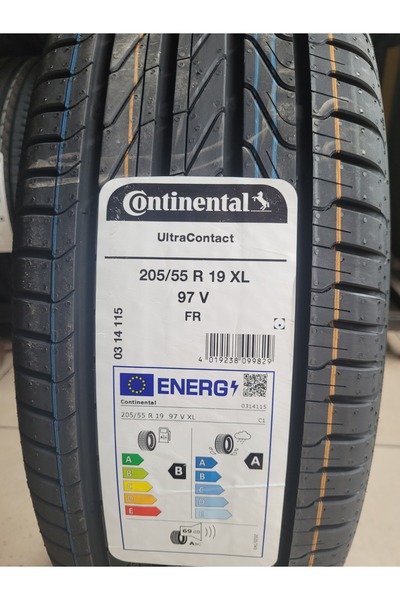 Continental
UltraContact
205/55 R 19 XL
97 V
FR
03 14 115
4 019238 099829
ENERG
Continental
0314115
205/55 R 19 97 V XL
C1
A
B
C
D
E
B
A
B
C
D
E
A
69 dB